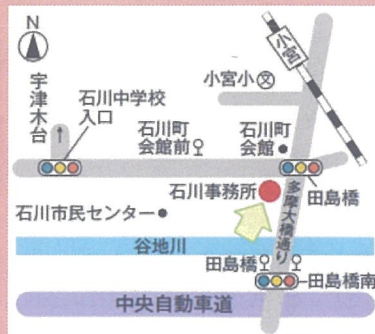 N
小宮
小宮小文
宇津木台
石川中学校
入口
石川町
会館前
石川町
会館
石川事務所
田島橋
多摩大橋通り
石川市民センター
谷地川
田島橋
田島橋南
中央自動車道